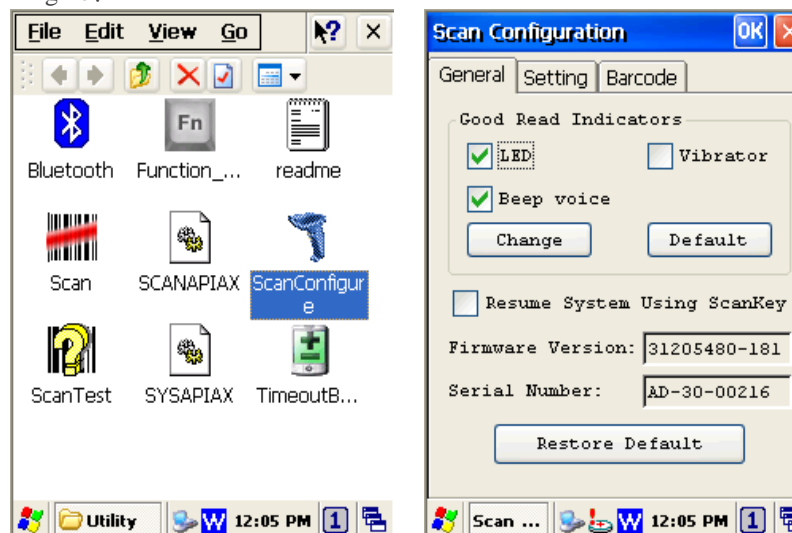 File Edit View Go
Bluetooth Function_... readme
Fn
Scan SCANAPIAX ScanConfigur
e
ScanTest SYSAPIAX TimeoutB...
Utility W 12:05 PM 1
Scan Configuration OK
General Setting Barcode
Good Read Indicators
LED Vibrator
Beep voice
Change Default
Resume System Using ScanKey
Firmware Version: 31205480-181
Serial Number: AD-30-00216
Restore Default
Scan ... W 12:05 PM 1